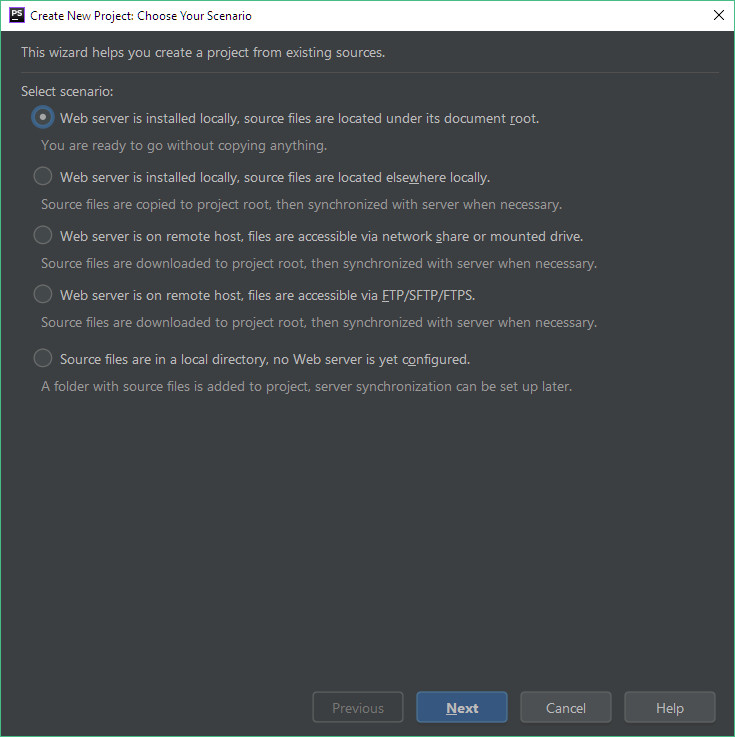 PS Create New Project: Choose Your Scenario
This wizard helps you create a project from existing sources.
Select scenario:
Web server is installed locally, source files are located under its document root.
You are ready to go without copying anything.
Web server is installed locally, source files are located elsewhere locally.
Source files are copied to project root, then synchronized with server when necessary.
Web server is on remote host, files are accessible via network share or mounted drive.
Source files are downloaded to project root, then synchronized with server when necessary.
Web server is on remote host, files are accessible via FTP/SFTP/FTPS.
Source files are downloaded to project root, then synchronized with server when necessary.
Source files are in a local directory, no Web server is yet configured.
A folder with source files is added to project, server synchronization can be set up later.
Previous Next Cancel Help